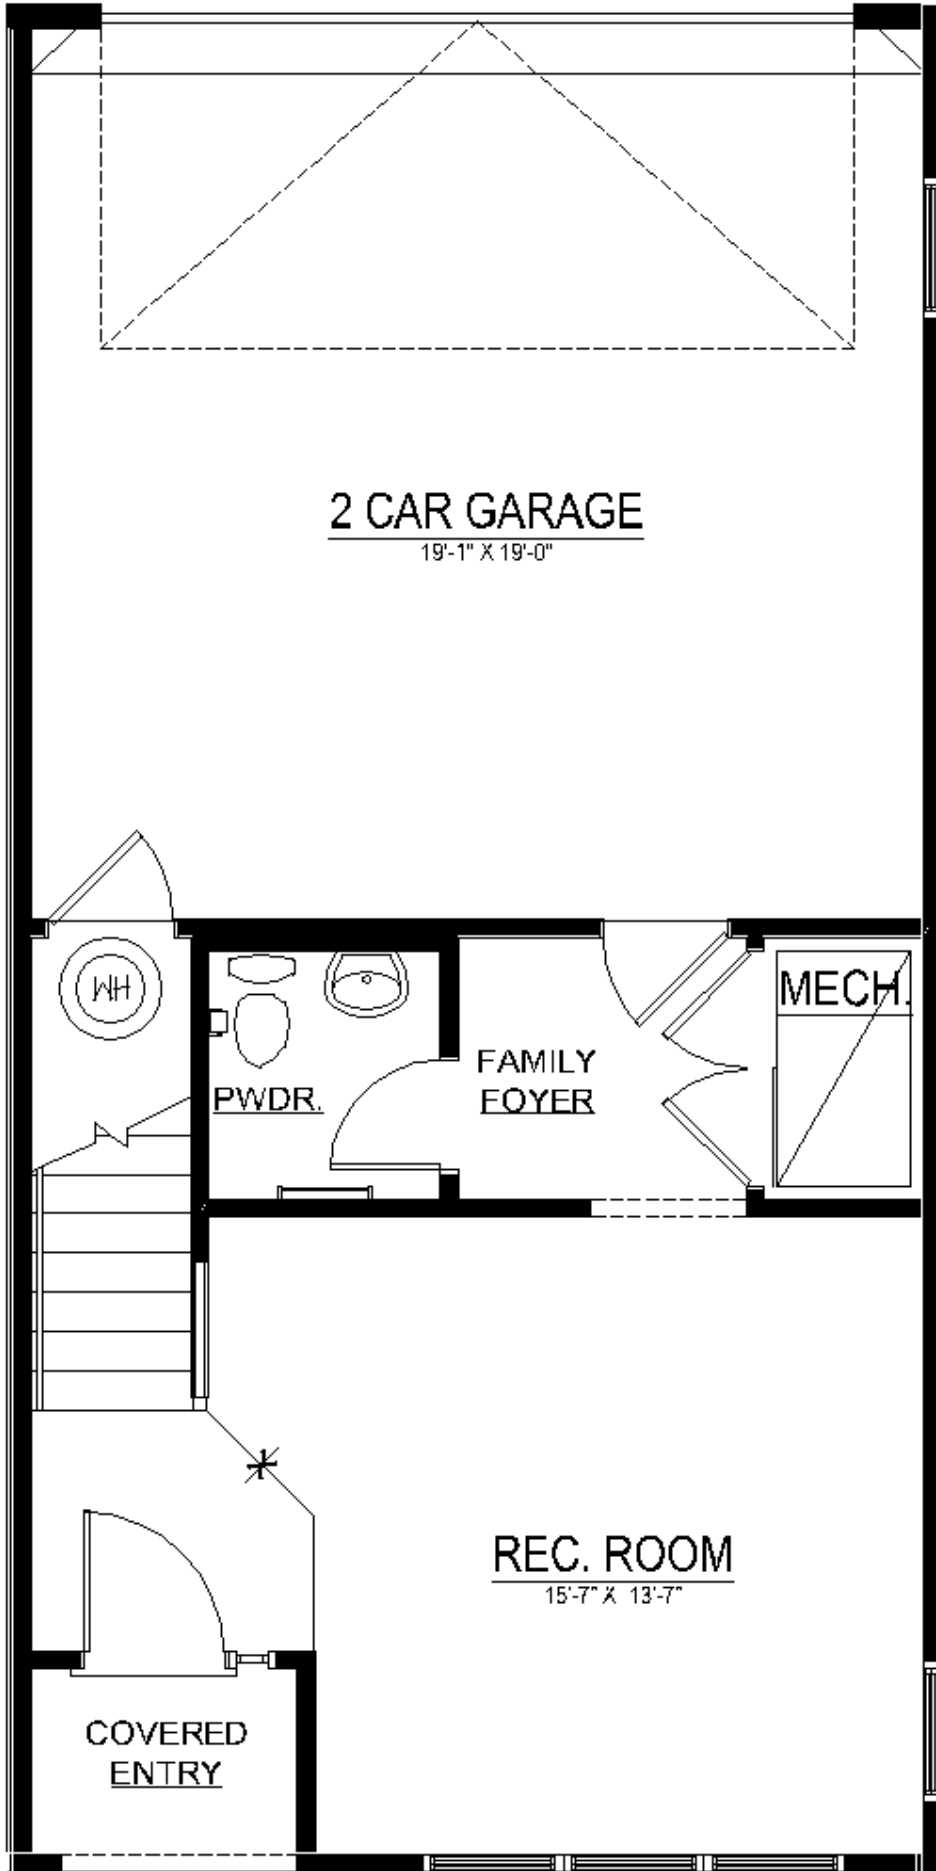 2 CAR GARAGE
19'-1" X 19'-0"
WH
MECH.
FAMILY
FOYER
PWDR.
REC. ROOM
15'-7" X 13'-7"
COVERED
ENTRY